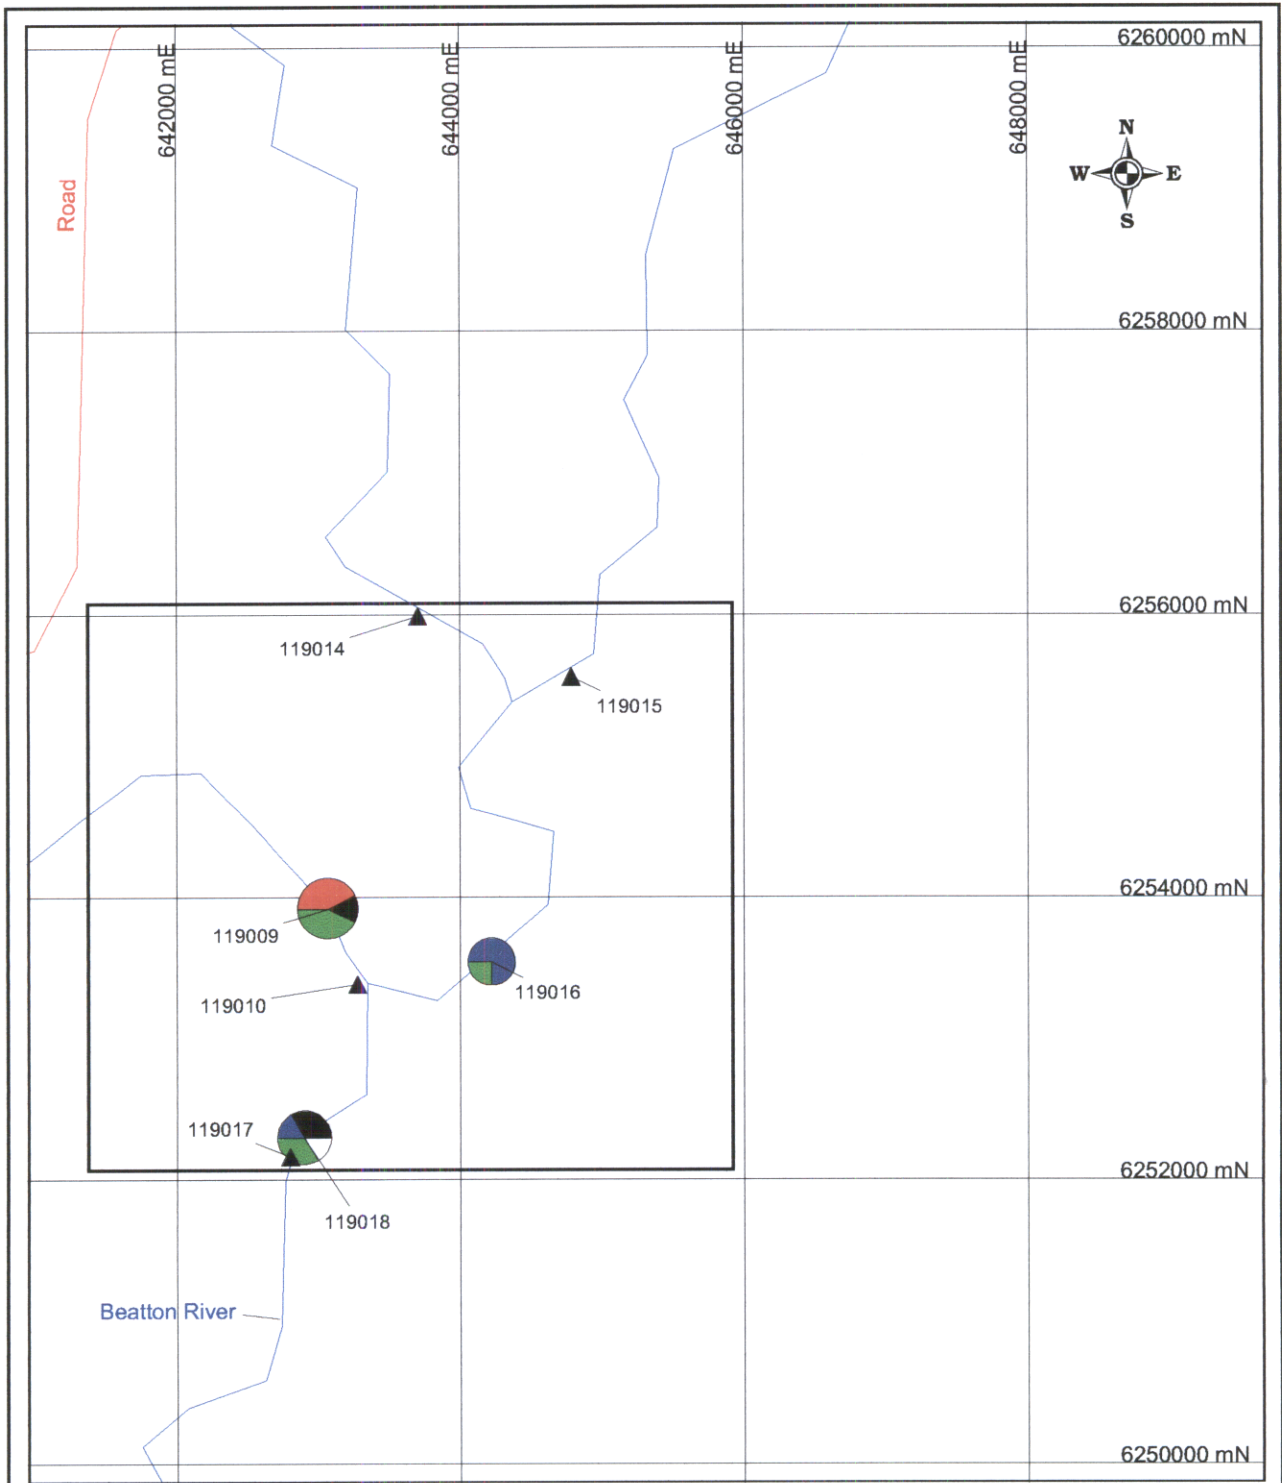 6260000 mN
642000 mE
644000 mE
646000 mE
648000 mE
N
W E
S
Road
6258000 mN
6256000 mN
119014
119015
6254000 mN
119009
119016
119010
119017
6252000 mN
119018
Beatton River
6250000 mN